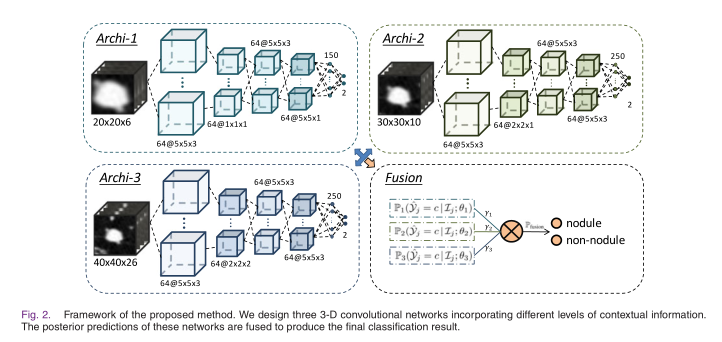 Archi-1
64@5x5x3
150
2
20x20x6
64@1x1x1
64@5x5x1
64@5x5x3
Archi-2
64@5x5x3
250
2
30x30x10
64@2x2x1
64@5x5x3
64@5x5x3
Archi-3
64@5x5x3
250
2
40x40x26
64@2x2x2
64@5x5x3
64@5x5x3
Fusion
ℙ₁(Ŷⱼ = c | 𝓘ⱼ; θ₁)
ℙ₂(Ŷⱼ = c | 𝓘ⱼ; θ₂)
ℙ₃(Ŷⱼ = c | 𝓘ⱼ; θ₃)
γ₁
γ₂
γ₃
ℙfusion
nodule
non-nodule
Fig. 2. Framework of the proposed method. We design three 3-D convolutional networks incorporating different levels of contextual information.
The posterior predictions of these networks are fused to produce the final classification result.